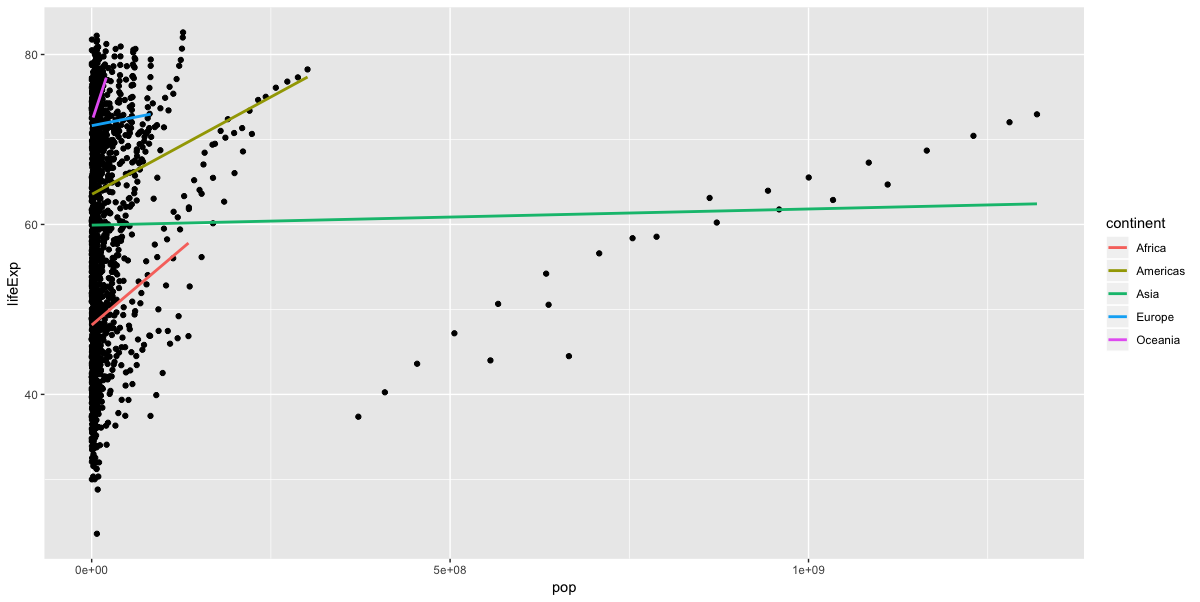 80
60
40
lifeExp
0e+00
5e+08
1e+09
pop
continent
Africa
Americas
Asia
Europe
Oceania